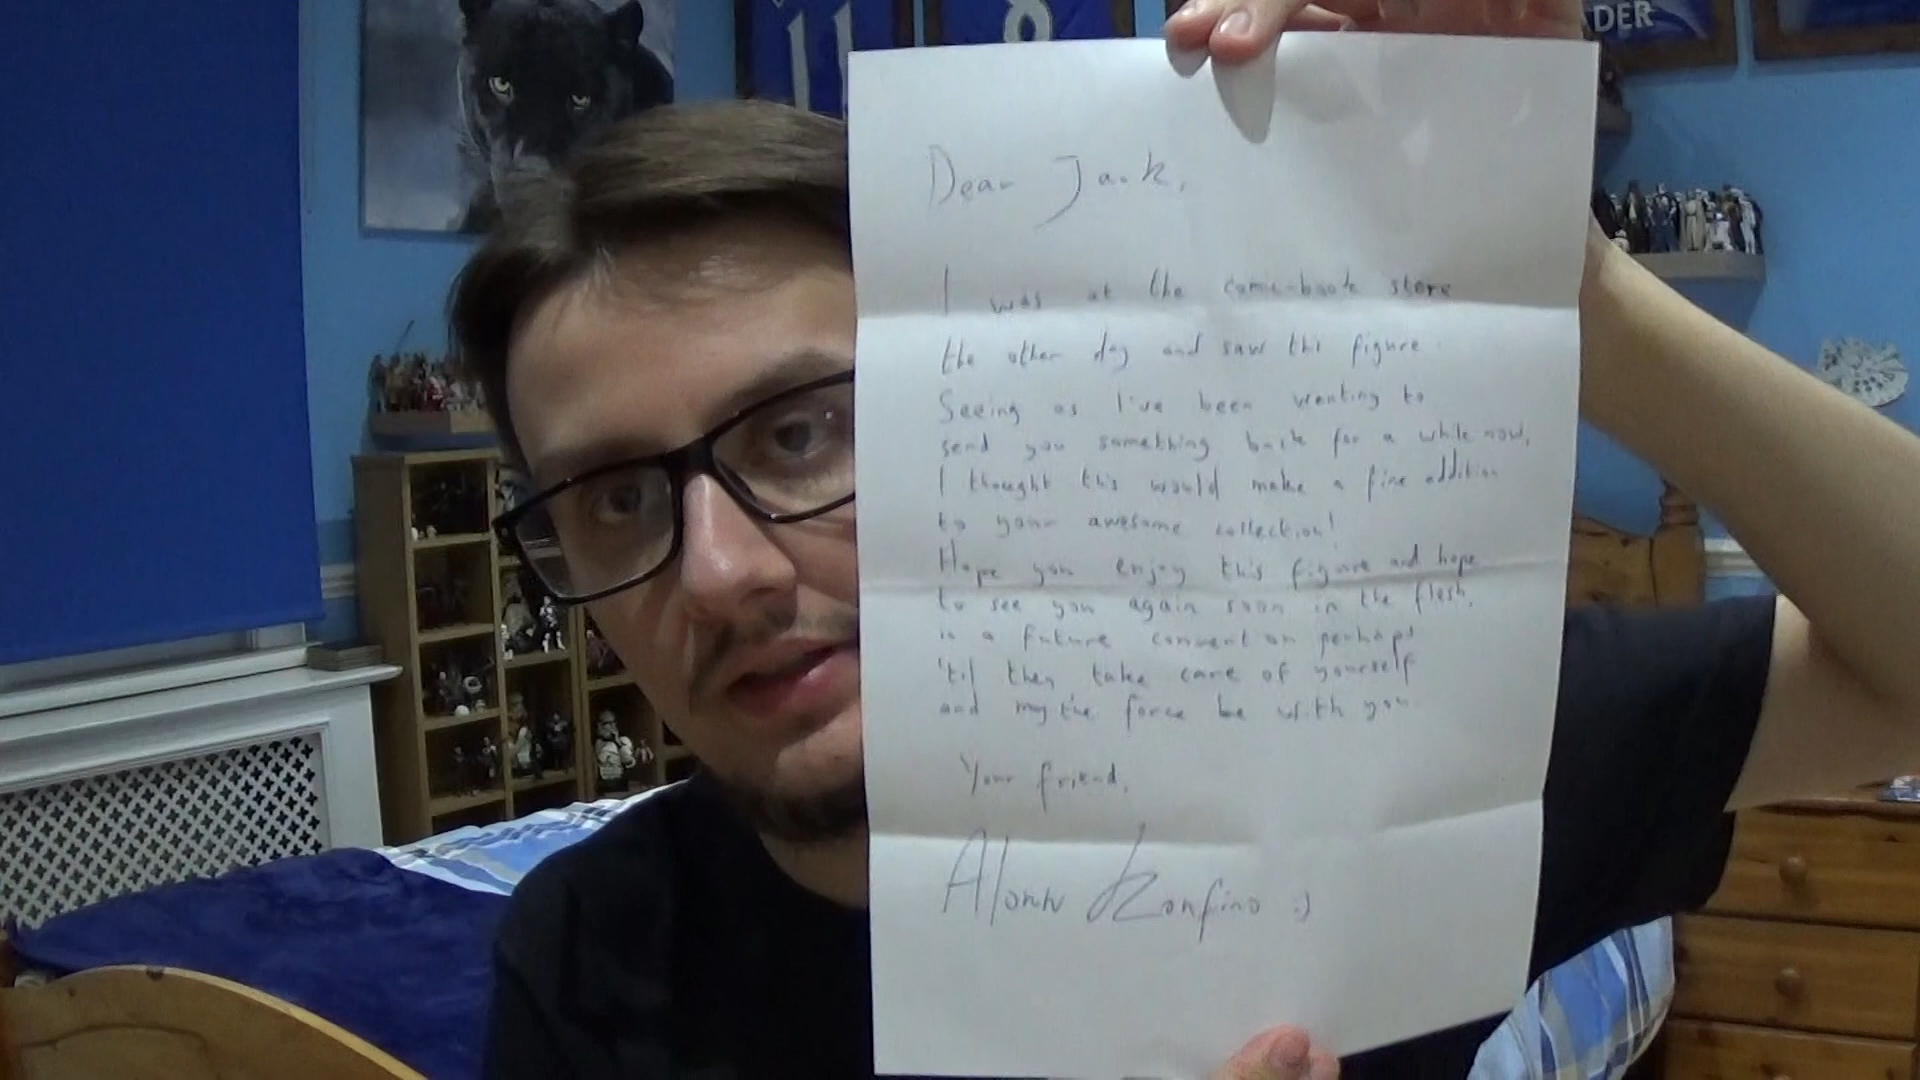 11
8
DER
Dear Jack,
I was at the comic-book store
the other day and saw this figure.
Seeing as I've been wanting to
send you something back for a while now,
I thought this would make a fine addition
to your awesome collection!
Hope you enjoy this figure and hope
to see you again soon in the flesh,
in a future convention perhaps
'til then take care of yourself
and may the force be with you.
Your friend,
:)